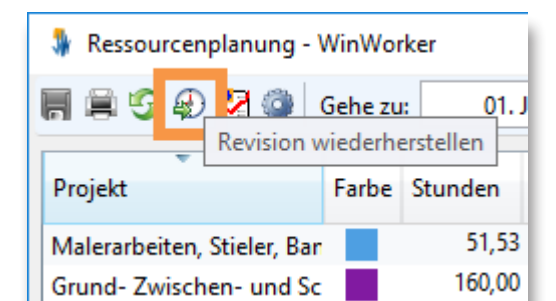 Ressourcenplanung - WinWorker
Gehe zu: 01. J
Revision wiederherstellen
Projekt Farbe Stunden
Malerarbeiten, Stieler, Bar 51,53
Grund- Zwischen- und Sc 160,00